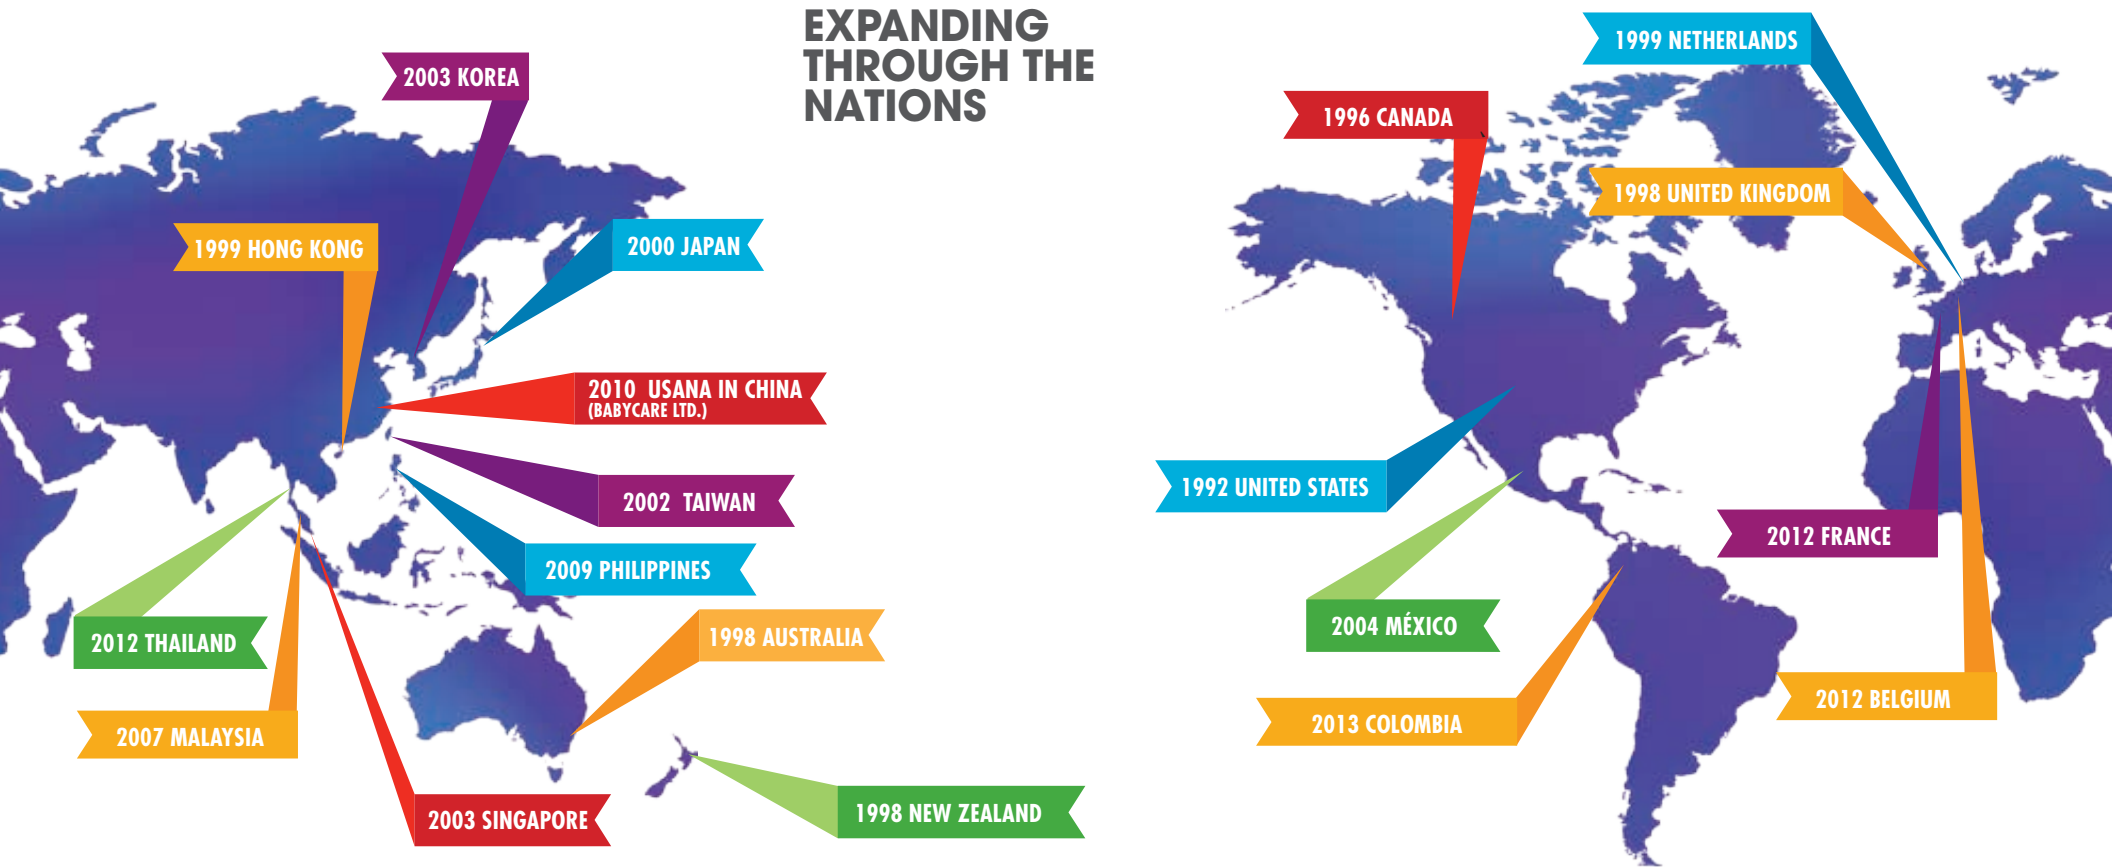 EXPANDING
THROUGH THE
NATIONS
2003 KOREA
1999 HONG KONG
2000 JAPAN
2010 USANA IN CHINA
(BABYCARE LTD.)
2002 TAIWAN
2009 PHILIPPINES
2012 THAILAND
1998 AUSTRALIA
2007 MALAYSIA
2003 SINGAPORE
1998 NEW ZEALAND
1999 NETHERLANDS
1996 CANADA
1998 UNITED KINGDOM
1992 UNITED STATES
2012 FRANCE
2004 MÉXICO
2012 BELGIUM
2013 COLOMBIA